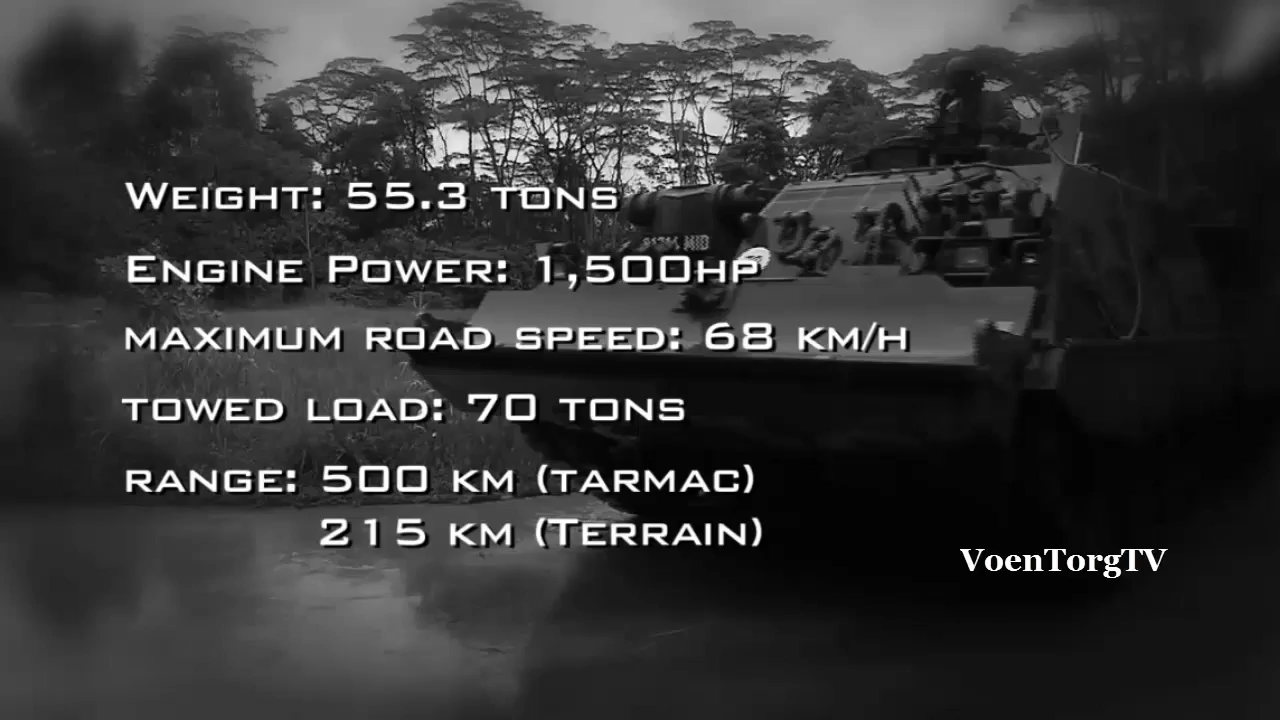 Weight: 55.3 tons
Engine Power: 1,500hp
maximum road speed: 68 km/h
towed load: 70 tons
range: 500 km (tarmac)
215 km (Terrain)
VoenTorgTV